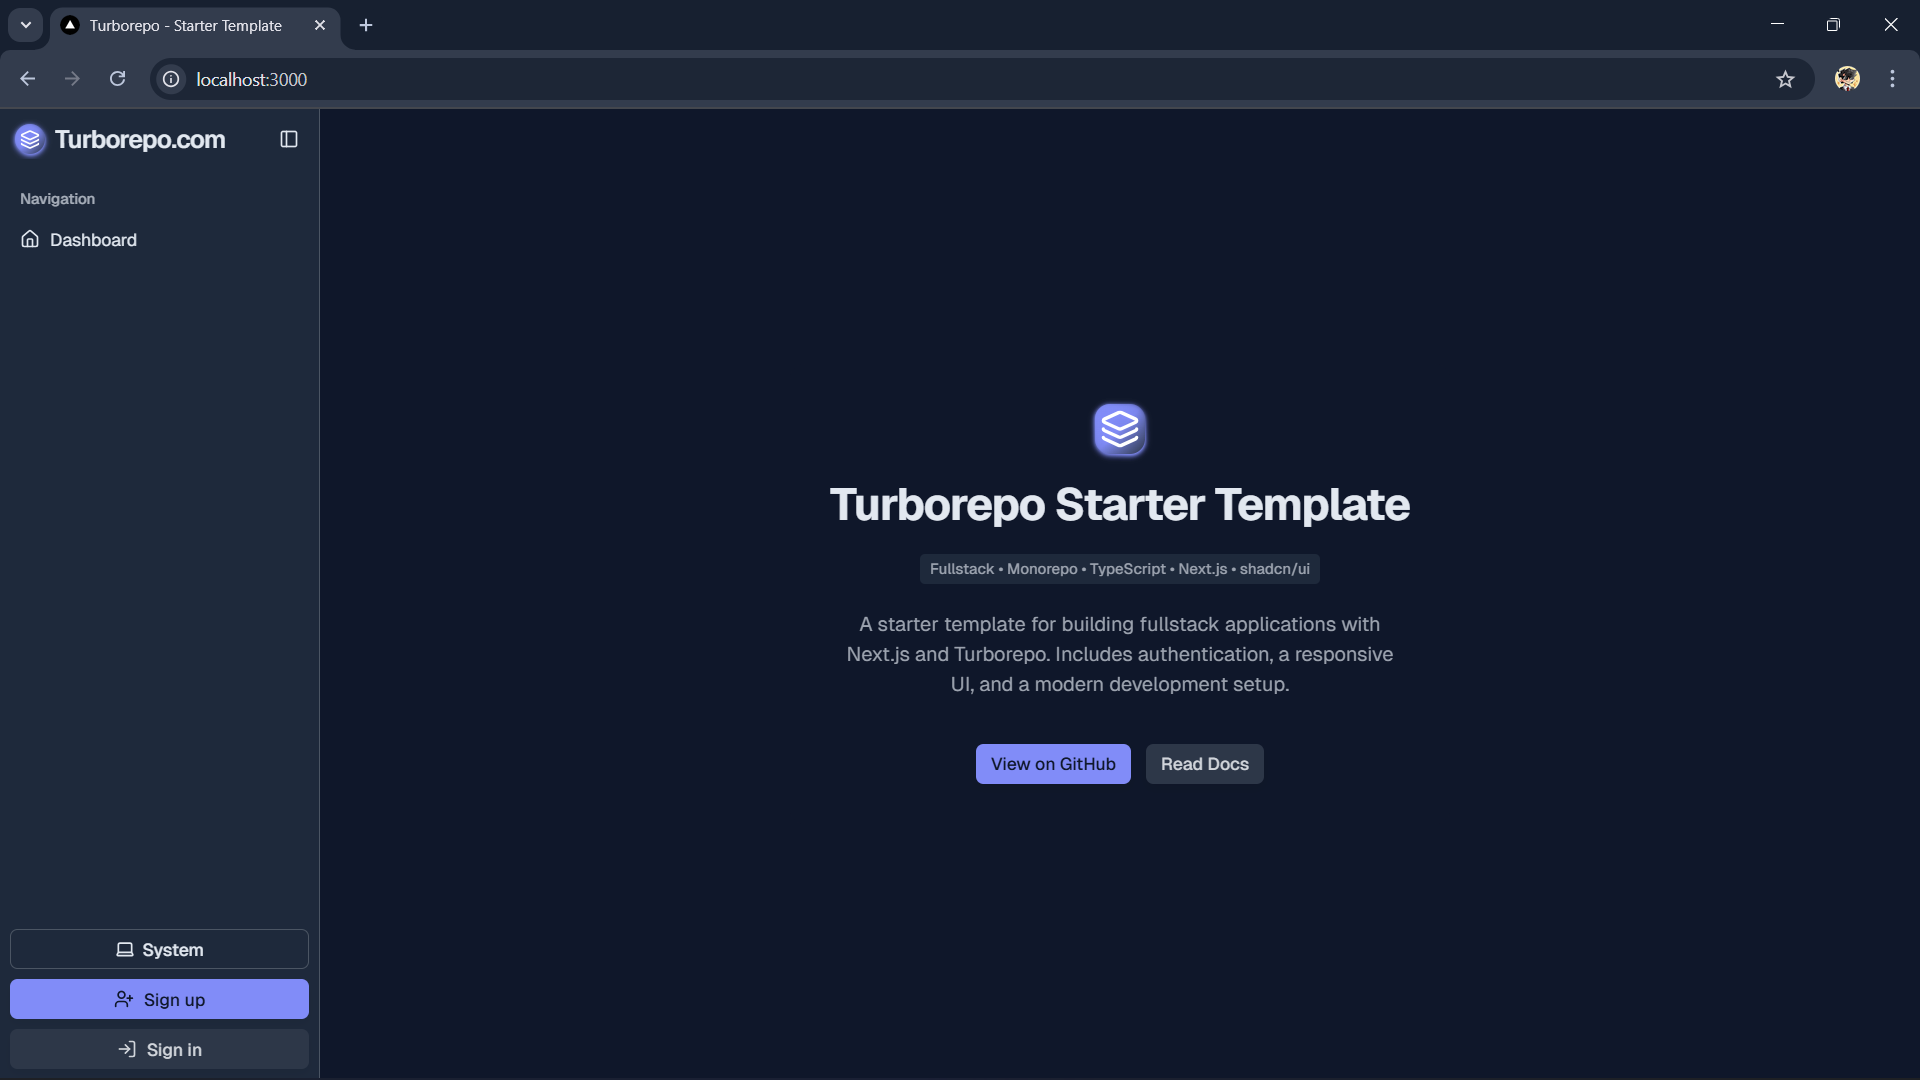 Turborepo - Starter Template
localhost:3000
Turborepo.com
Navigation
Dashboard
Turborepo Starter Template
Fullstack • Monorepo • TypeScript • Next.js • shadcn/ui
A starter template for building fullstack applications with
Next.js and Turborepo. Includes authentication, a responsive
UI, and a modern development setup.
View on GitHub
Read Docs
System
Sign up
Sign in